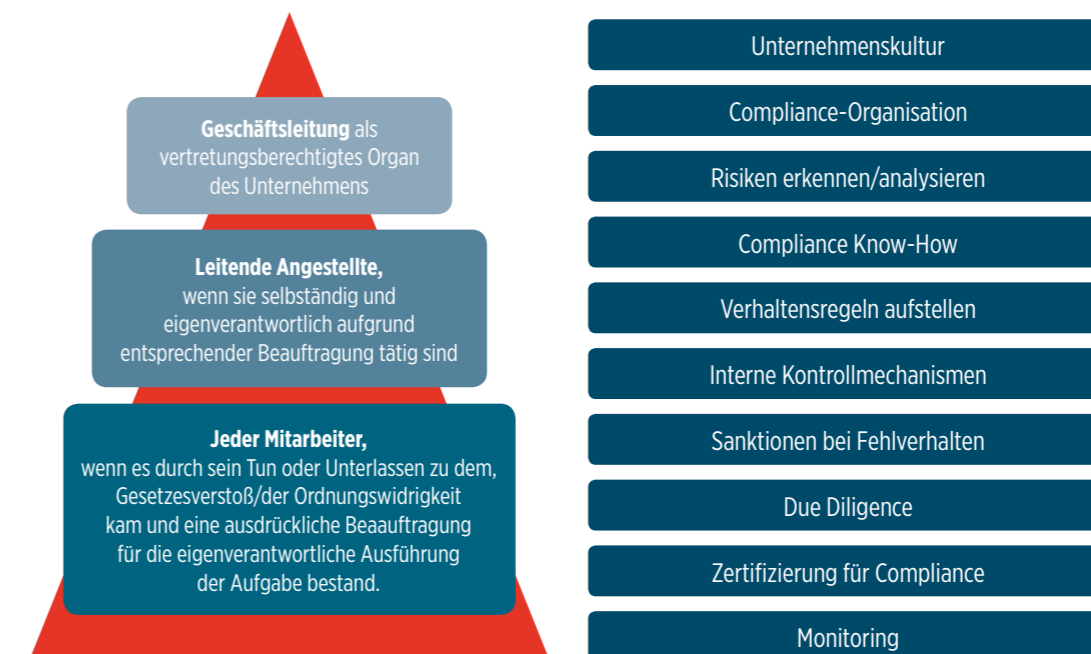 Geschäftsleitung als
vertretungsberechtigtes Organ
des Unternehmens
Leitende Angestellte,
wenn sie selbständig und
eigenverantwortlich aufgrund
entsprechender Beauftragung tätig sind
Jeder Mitarbeiter,
wenn es durch sein Tun oder Unterlassen zu dem,
Gesetzesverstoß/der Ordnungswidrigkeit
kam und eine ausdrückliche Beaauftragung
für die eigenverantwortliche Ausführung
der Aufgabe bestand.
Unternehmenskultur
Compliance-Organisation
Risiken erkennen/analysieren
Compliance Know-How
Verhaltensregeln aufstellen
Interne Kontrollmechanismen
Sanktionen bei Fehlverhalten
Due Diligence
Zertifizierung für Compliance
Monitoring